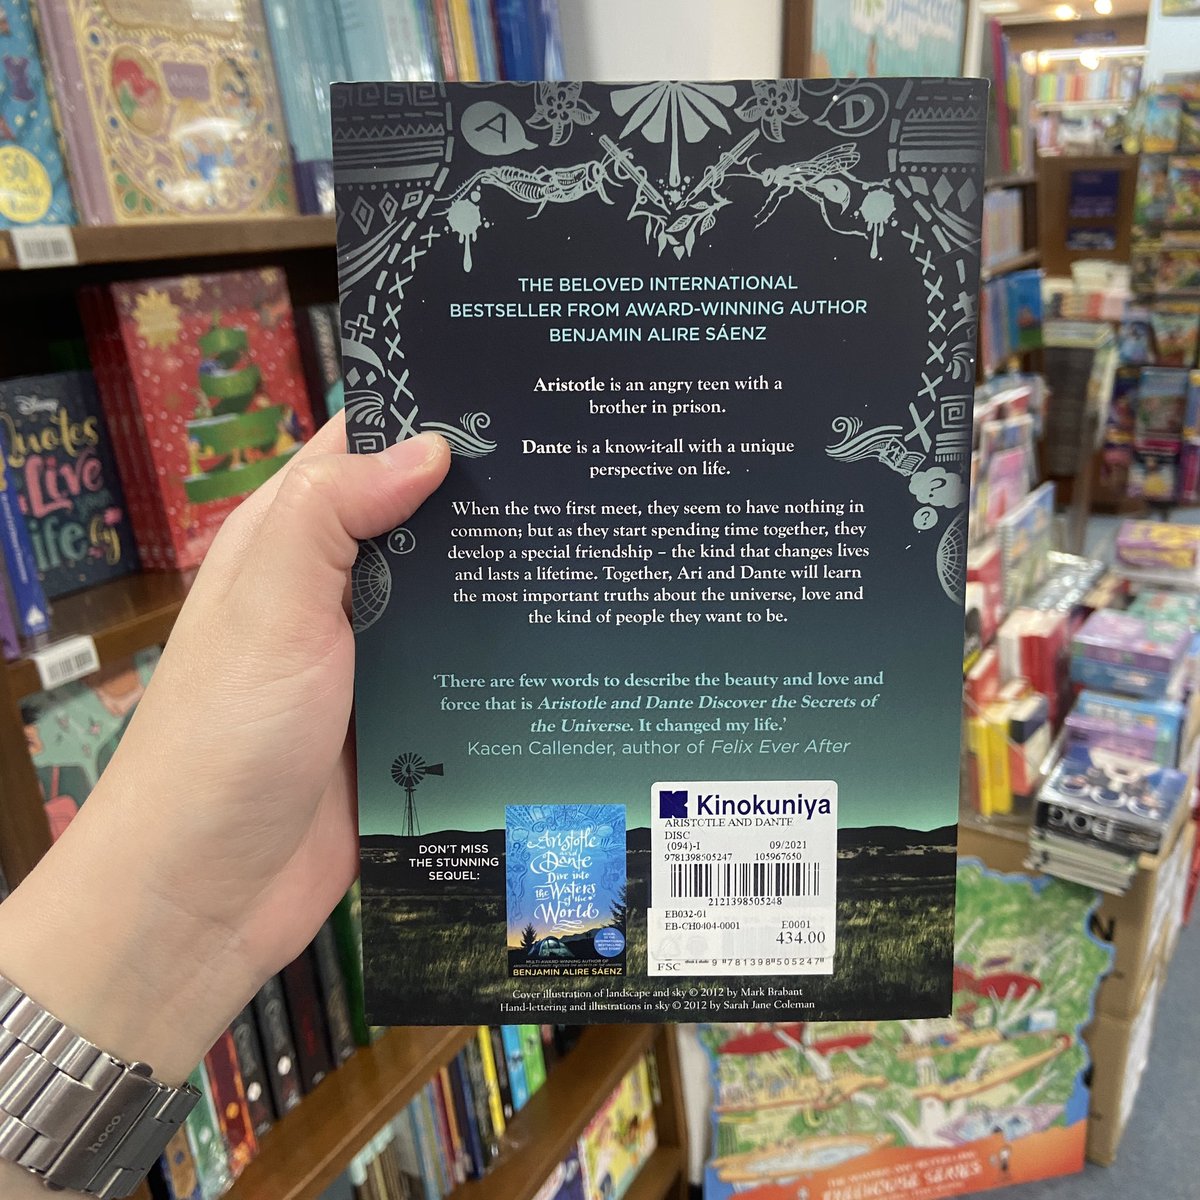 A
D
THE BELOVED INTERNATIONAL
BESTSELLER FROM AWARD-WINNING AUTHOR
BENJAMIN ALIRE SÁENZ
Aristotle is an angry teen with a
brother in prison.
Dante is a know-it-all with a unique
perspective on life.
When the two first meet, they seem to have nothing in
common; but as they start spending time together, they
develop a special friendship – the kind that changes lives
and lasts a lifetime. Together, Ari and Dante will learn
the most important truths about the universe, love and
the kind of people they want to be.
‘There are few words to describe the beauty and love and
force that is Aristotle and Dante Discover the Secrets of
the Universe. It changed my life.’
Kacen Callender, author of Felix Ever After
DON’T MISS
THE STUNNING
SEQUEL:
Aristotle
and
Dante
Dive into
the Waters
of the
World
BENJAMIN ALIRE SÁENZ
Kinokuniya
ARISTOTLE AND DANTE
DISC
(094)-I 09/2021
9781398505247 105967650
2121398505248
EB032-01
EB-CH0404-0001 E0001
434.00
FSC
9 781398 505247
Cover illustration of landscape and sky © 2012 by Mark Brabant
Hand-lettering and illustrations in sky © 2012 by Sarah Jane Coleman
50
Disney
Quotes
to Live
your
life by
hoco.